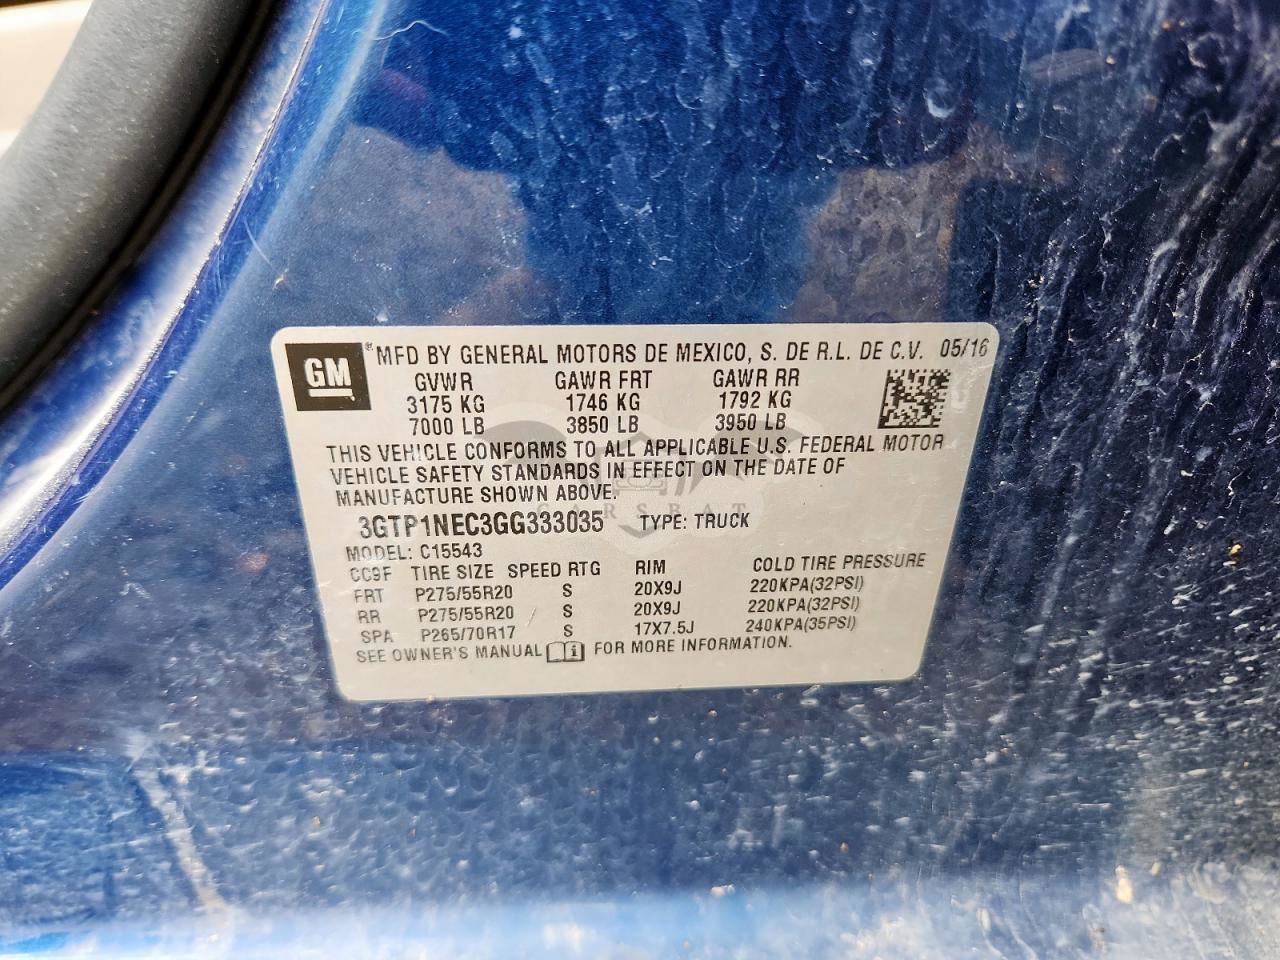 GM ® MFD BY GENERAL MOTORS DE MEXICO, S. DE R.L. DE C.V. 05/16
GVWR GAWR FRT GAWR RR
3175 KG 1746 KG 1792 KG
7000 LB 3850 LB 3950 LB
THIS VEHICLE CONFORMS TO ALL APPLICABLE U.S. FEDERAL MOTOR
VEHICLE SAFETY STANDARDS IN EFFECT ON THE DATE OF
MANUFACTURE SHOWN ABOVE.
CARSBAT
3GTP1NEC3GG333035 TYPE: TRUCK
MODEL: C15543
CC9F TIRE SIZE SPEED RTG RIM COLD TIRE PRESSURE
FRT P275/55R20 S 20X9J 220KPA(32PSI)
RR P275/55R20 S 20X9J 220KPA(32PSI)
SPA P265/70R17 S 17X7.5J 240KPA(35PSI)
SEE OWNER'S MANUAL i FOR MORE INFORMATION.